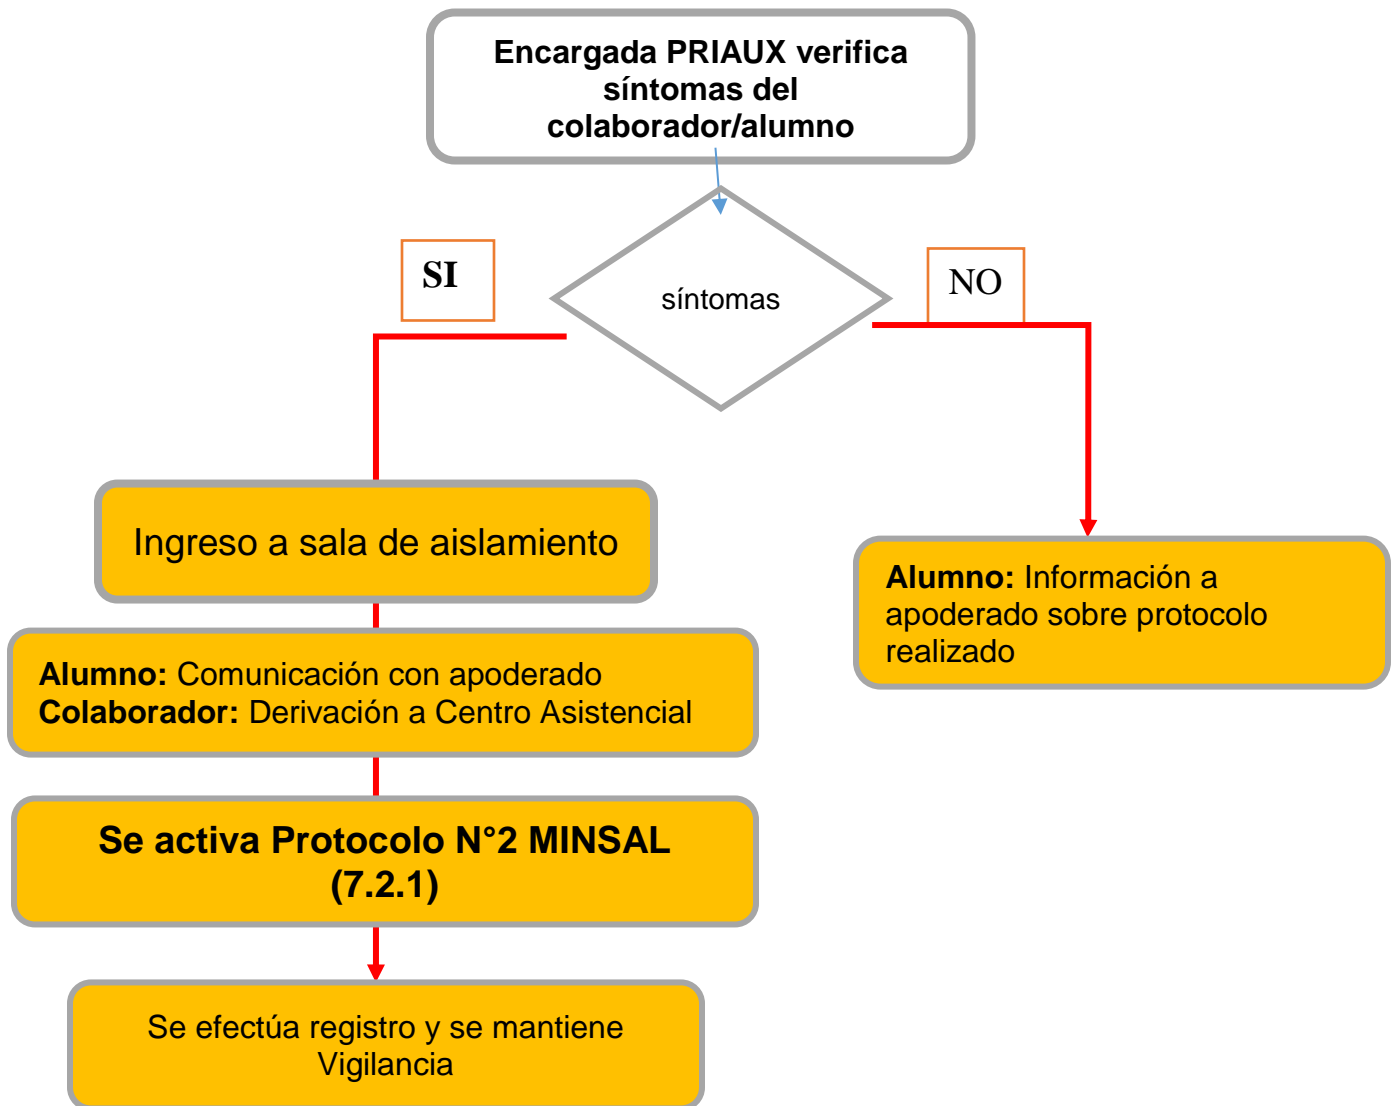 Encargada PRIAUX verifica
síntomas del
colaborador/alumno
SI
síntomas
NO
Ingreso a sala de aislamiento
Alumno: Información a
apoderado sobre protocolo
realizado
Alumno: Comunicación con apoderado
Colaborador: Derivación a Centro Asistencial
Se activa Protocolo N°2 MINSAL
(7.2.1)
Se efectúa registro y se mantiene
Vigilancia